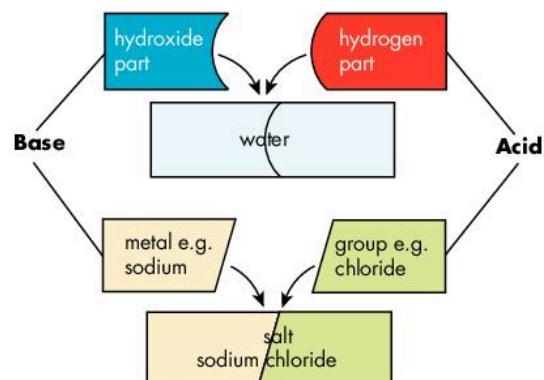 hydroxide
part
hydrogen
part
water
Base
Acid
metal e.g.
sodium
group e.g.
chloride
salt
sodium chloride